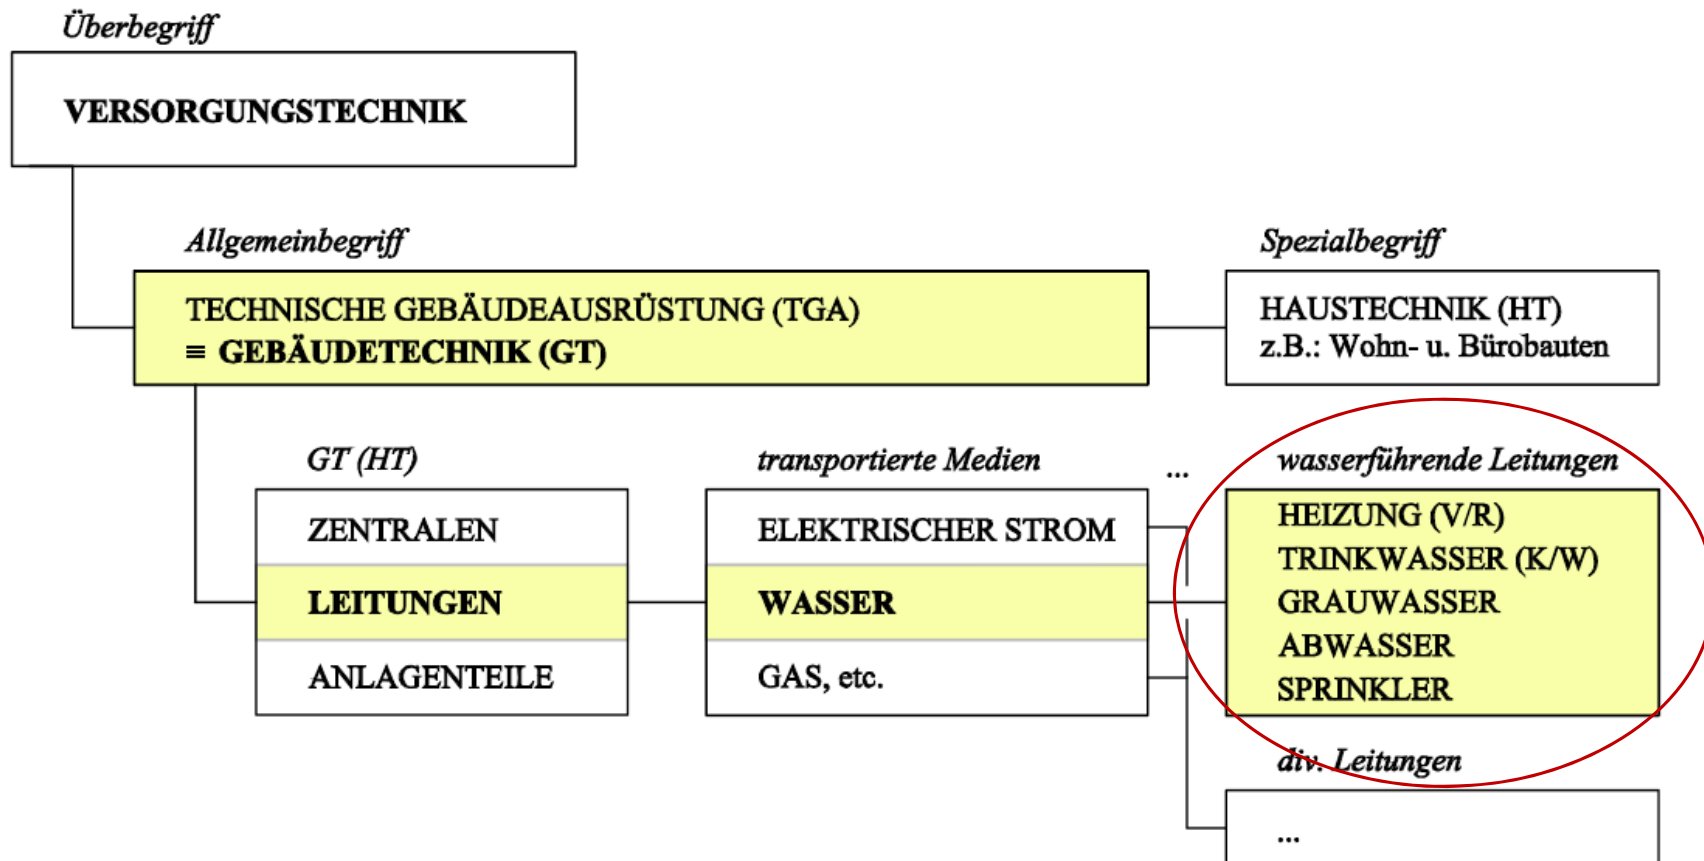 Überbegriff
VERSORGUNGSTECHNIK
Allgemeinbegriff
TECHNISCHE GEBÄUDEAUSRÜSTUNG (TGA)
≡ GEBÄUDETECHNIK (GT)
Spezialbegriff
HAUSTECHNIK (HT)
z.B.: Wohn- u. Bürobauten
GT (HT)
ZENTRALEN
LEITUNGEN
ANLAGENTEILE
transportierte Medien
ELEKTRISCHER STROM
WASSER
GAS, etc.
...
wasserführende Leitungen
HEIZUNG (V/R)
TRINKWASSER (K/W)
GRAUWASSER
ABWASSER
SPRINKLER
div. Leitungen
...